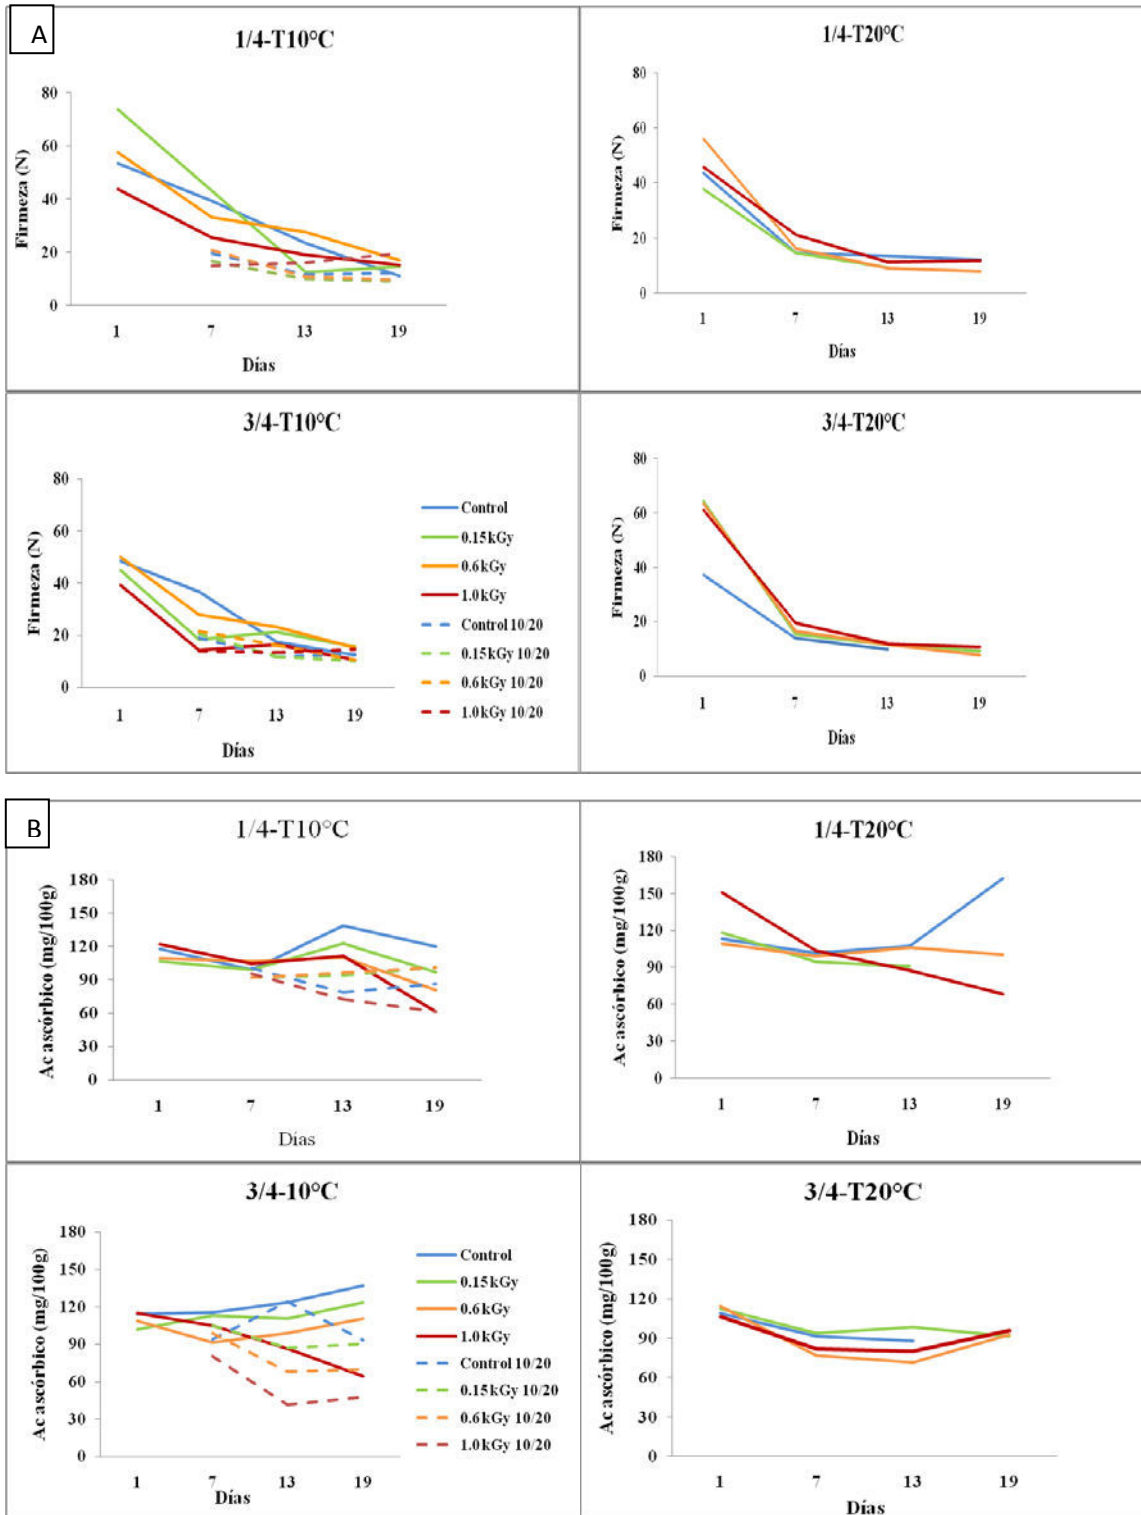 A
1/4-T10°C
Firmeza (N)
80
60
40
20
0
1 7 13 19
Días
1/4-T20°C
Firmeza (N)
80
60
40
20
0
1 7 13 19
Días
3/4-T10°C
Firmeza (N)
80
60
40
20
0
1 7 13 19
Días
Control
0.15kGy
0.6kGy
1.0kGy
Control 10/20
0.15kGy 10/20
0.6kGy 10/20
1.0kGy 10/20
3/4-T20°C
Firmeza (N)
80
60
40
20
0
1 7 13 19
Días
B
1/4-T10°C
Ac ascórbico (mg/100g)
180
150
120
90
60
30
0
1 7 13 19
Días
1/4-T20°C
Ac ascórbico (mg/100g)
180
150
120
90
60
30
0
1 7 13 19
Días
3/4-10°C
Ac ascórbico (mg/100g)
180
150
120
90
60
30
0
1 7 13 19
Días
Control
0.15kGy
0.6kGy
1.0kGy
Control 10/20
0.15kGy 10/20
0.6kGy 10/20
1.0kGy 10/20
3/4-T20°C
Ac ascórbico (mg/100g)
180
150
120
90
60
30
0
1 7 13 19
Días